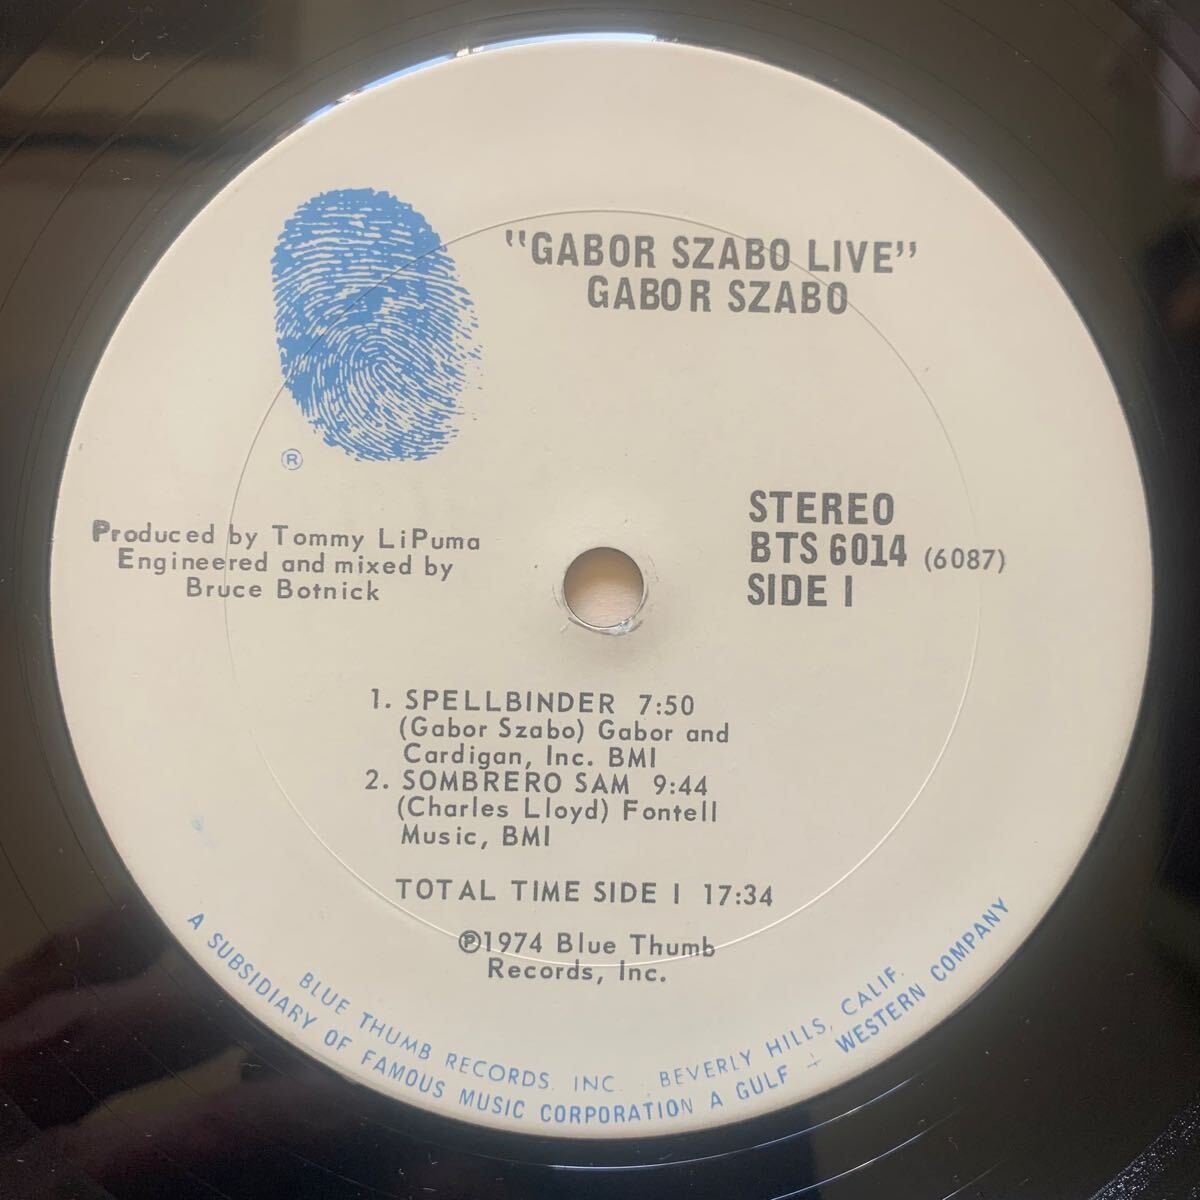 "GABOR SZABO LIVE"
GABOR SZABO
®
Produced by Tommy LiPuma
Engineered and mixed by
Bruce Botnick
STEREO
BTS 6014 (6087)
SIDE I
1. SPELLBINDER 7:50
(Gabor Szabo) Gabor and
Cardigan, Inc. BMI
2. SOMBRERO SAM 9:44
(Charles Lloyd) Fontell
Music, BMI
TOTAL TIME SIDE I 17:34
℗1974 Blue Thumb
Records, Inc.
BLUE THUMB RECORDS, INC. BEVERLY HILLS, CALIF.
A SUBSIDIARY OF FAMOUS MUSIC CORPORATION A GULF + WESTERN COMPANY